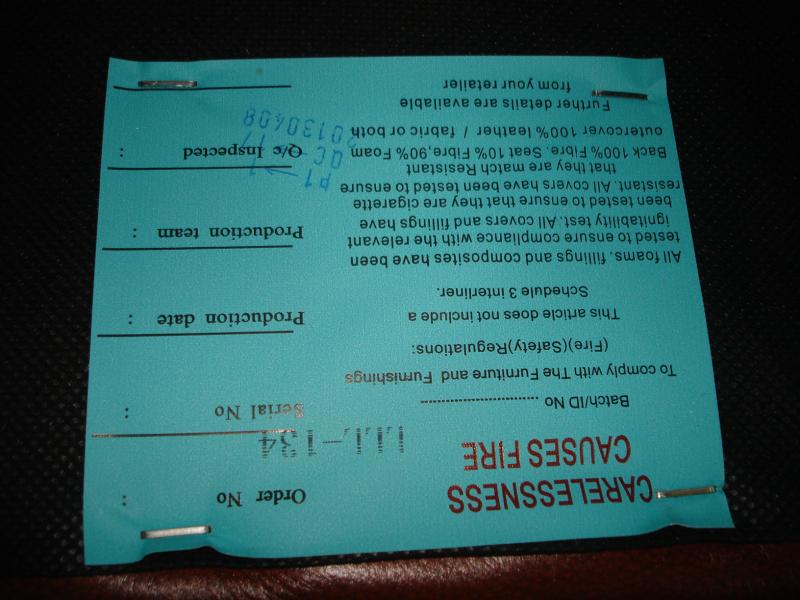 CARELESSNESS
CAUSES FIRE
Batch/ID No
To comply with The Furniture and Furnishings
(Fire)(Safety)(Regulations:
This article does not include a
Schedule 3 interliner.
All foams. fillings and composites have been
tested to ensure compliance with the relevant
ignitability test. All covers and fillings have
been tested to ensure that they are cigarette
resistant. All covers have been tested to ensure
that they are match Resistant
Back 100% Fibre. Seat 10% Fibre,90% Foam
outercover 100% leather / fabric or both
Further details are available
from your retailer
Order No :
-134
Serial No :
Production date :
Production team :
Q/c Inspected :
P1
QC 17
20130408